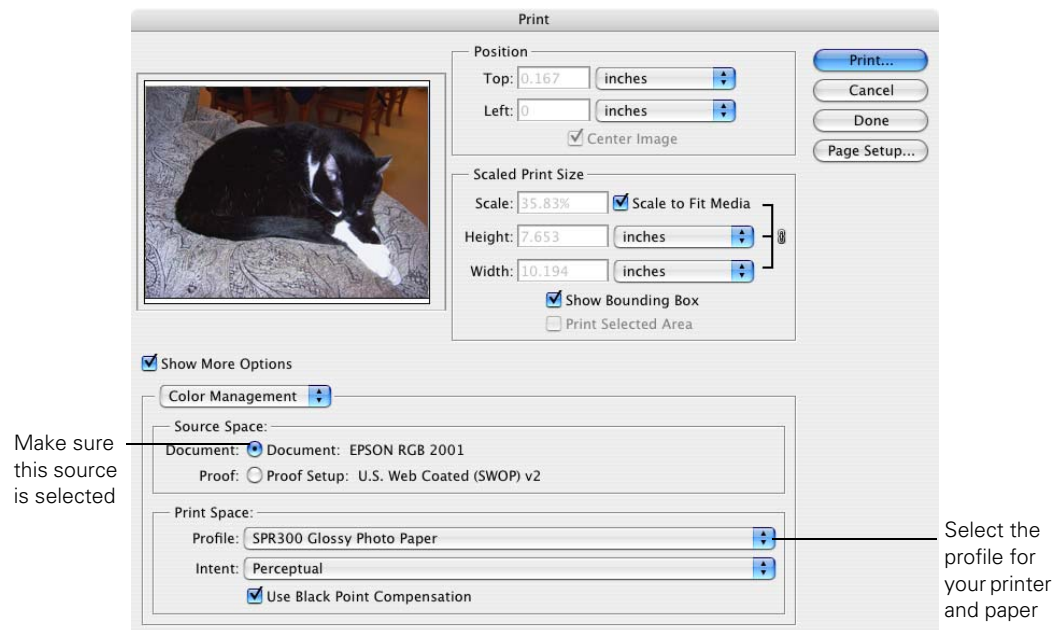 Print
Position
Top: 0.167 inches
Left: 0 inches
Center Image
Print...
Cancel
Done
Page Setup...
Scaled Print Size
Scale: 35.83% Scale to Fit Media
Height: 7.653 inches
Width: 10.194 inches
Show Bounding Box
Print Selected Area
Show More Options
Color Management
Source Space:
Document: Document: EPSON RGB 2001
Proof: Proof Setup: U.S. Web Coated (SWOP) v2
Make sure
this source
is selected
Print Space:
Profile: SPR300 Glossy Photo Paper
Intent: Perceptual
Use Black Point Compensation
Select the
profile for
your printer
and paper